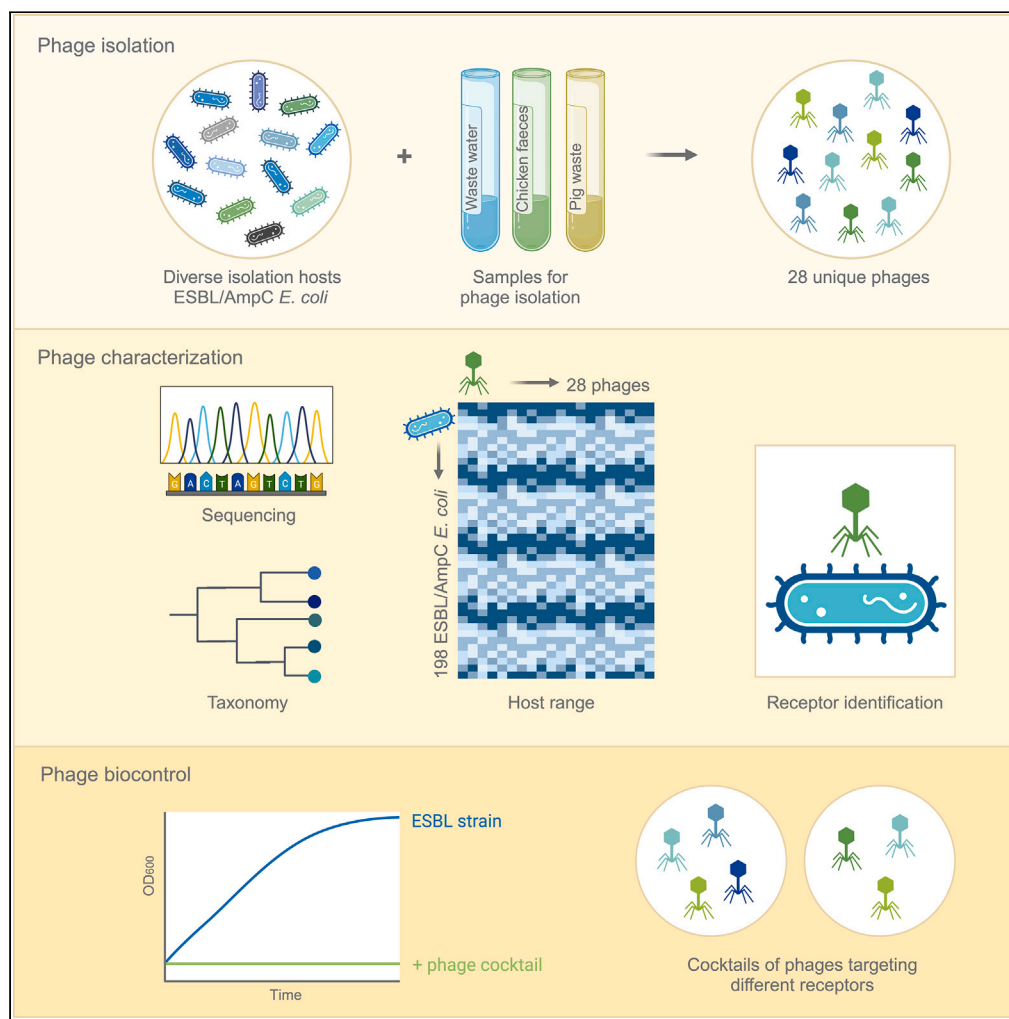 Phage isolation
Waste water
Chicken faeces
Pig waste
+
Diverse isolation hosts
ESBL/AmpC E. coli
Samples for
phage isolation
28 unique phages
Phage characterization
28 phages
198 ESBL/AmpC E. coli
G A C T A G T C T G
Sequencing
Taxonomy
Host range
Receptor identification
Phage biocontrol
ESBL strain
OD600
+ phage cocktail
Time
Cocktails of phages targeting
different receptors